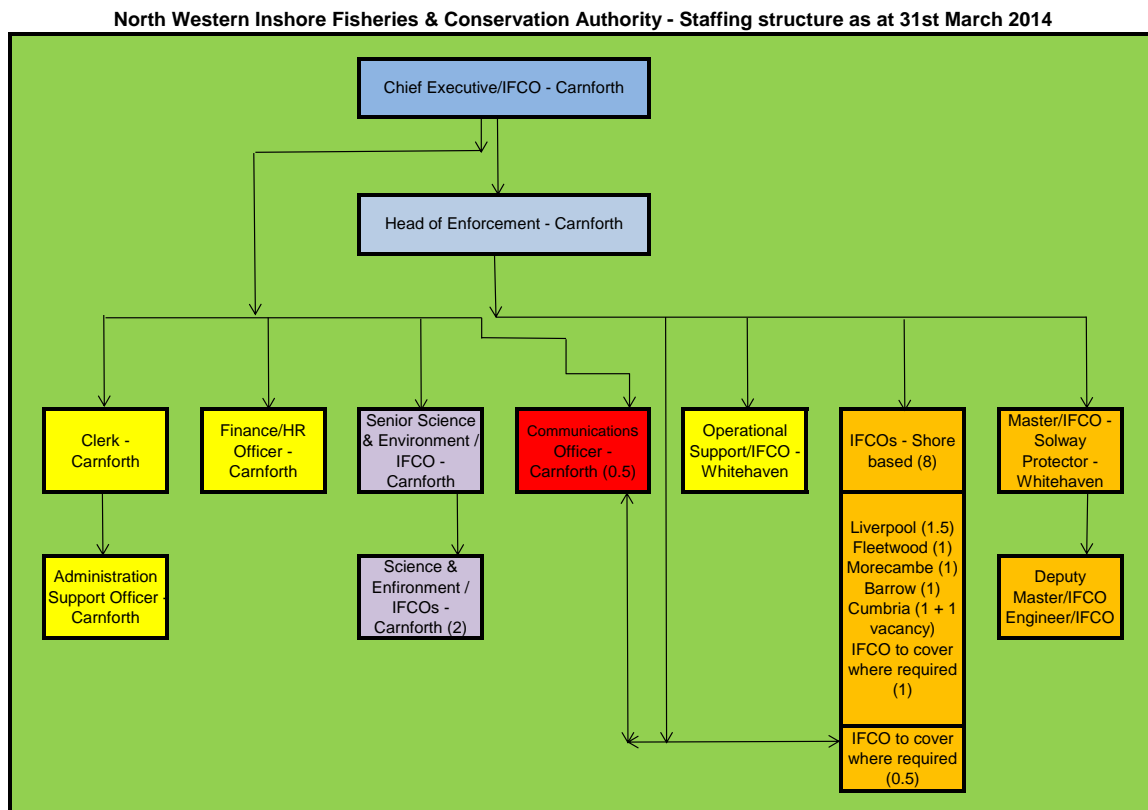 North Western Inshore Fisheries & Conservation Authority - Staffing structure as at 31st March 2014
Chief Executive/IFCO - Carnforth
Head of Enforcement - Carnforth
Clerk -
Carnforth
Finance/HR
Officer -
Carnforth
Senior Science
& Environment /
IFCO -
Carnforth
Communications
Officer -
Carnforth (0.5)
Operational
Support/IFCO -
Whitehaven
IFCOs - Shore
based (8)
Master/IFCO -
Solway
Protector -
Whitehaven
Administration
Support Officer -
Carnforth
Science &
Enfironment /
IFCOs -
Carnforth (2)
Liverpool (1.5)
Fleetwood (1)
Morecambe (1)
Barrow (1)
Cumbria (1 + 1
vacancy)
IFCO to cover
where required
(1)
Deputy
Master/IFCO
Engineer/IFCO
IFCO to cover
where required
(0.5)